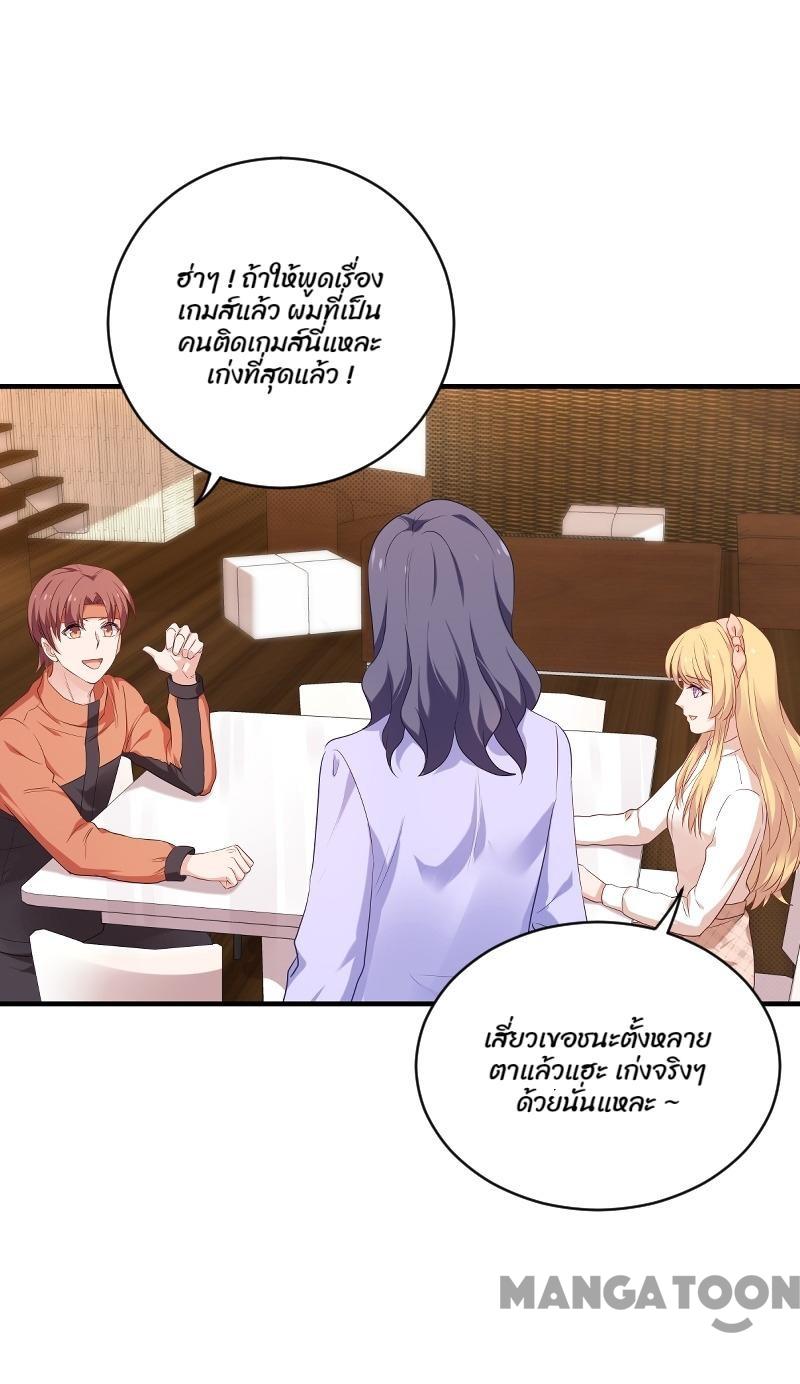 ฮ่าๆ ! ถ้าให้พูดเรื่อง
เกมส์แล้ว ผมที่เป็น
คนติดเกมส์นี่แหละ
เก่งที่สุดแล้ว !
เสี่ยวเขอชนะตั้งหลาย
ตาแล้วแฮะ เก่งจริงๆ
ด้วยนั่นแหละ ~
MANGATOON